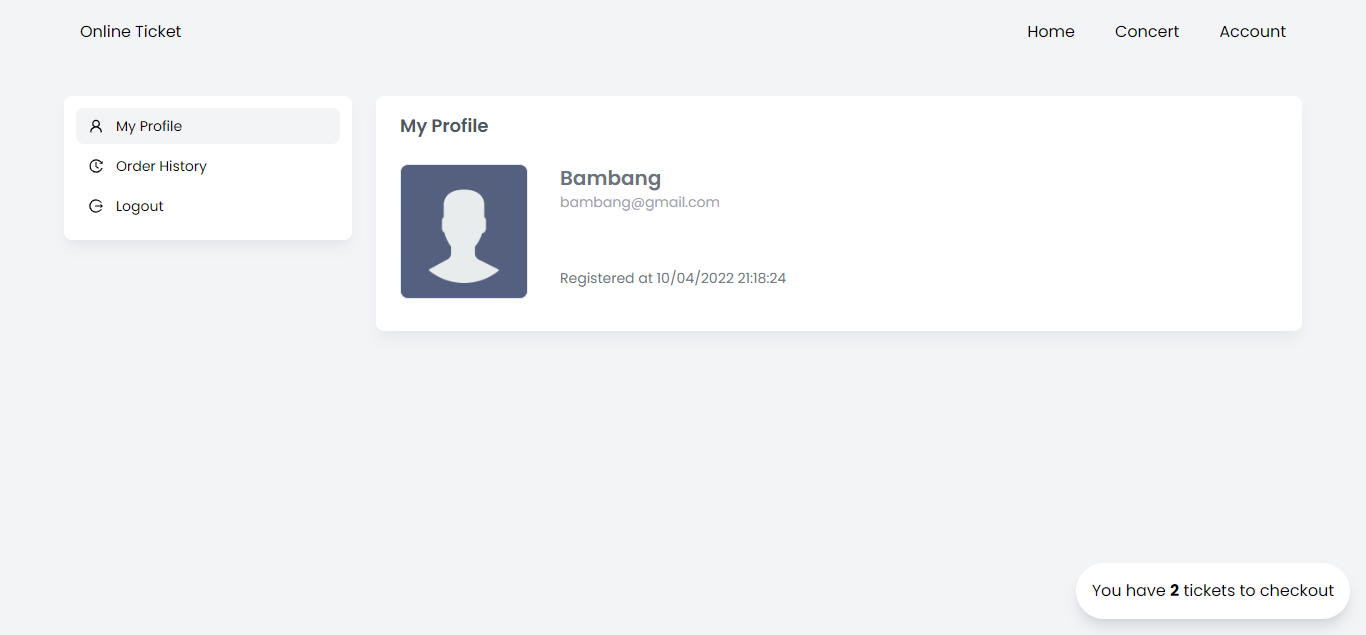 Online Ticket
Home Concert Account
My Profile
Order History
Logout
My Profile
Bambang
bambang@gmail.com
Registered at 10/04/2022 21:18:24
You have 2 tickets to checkout